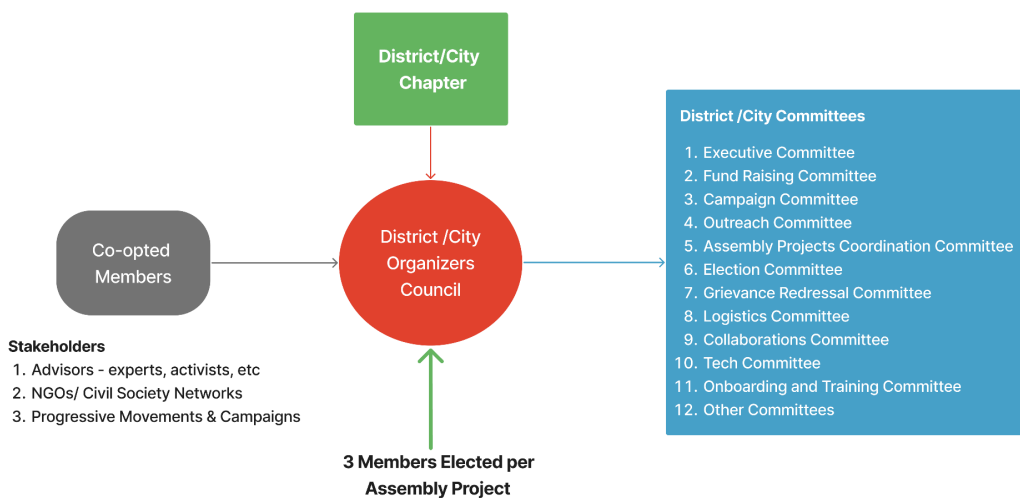 District/City
Chapter
District /City Committees
1. Executive Committee
2. Fund Raising Committee
3. Campaign Committee
4. Outreach Committee
5. Assembly Projects Coordination Committee
6. Election Committee
7. Grievance Redressal Committee
8. Logistics Committee
9. Collaborations Committee
10. Tech Committee
11. Onboarding and Training Committee
12. Other Committees
Co-opted
Members
District /City
Organizers
Council
Stakeholders
1. Advisors - experts, activists, etc
2. NGOs/ Civil Society Networks
3. Progressive Movements & Campaigns
3 Members Elected per
Assembly Project